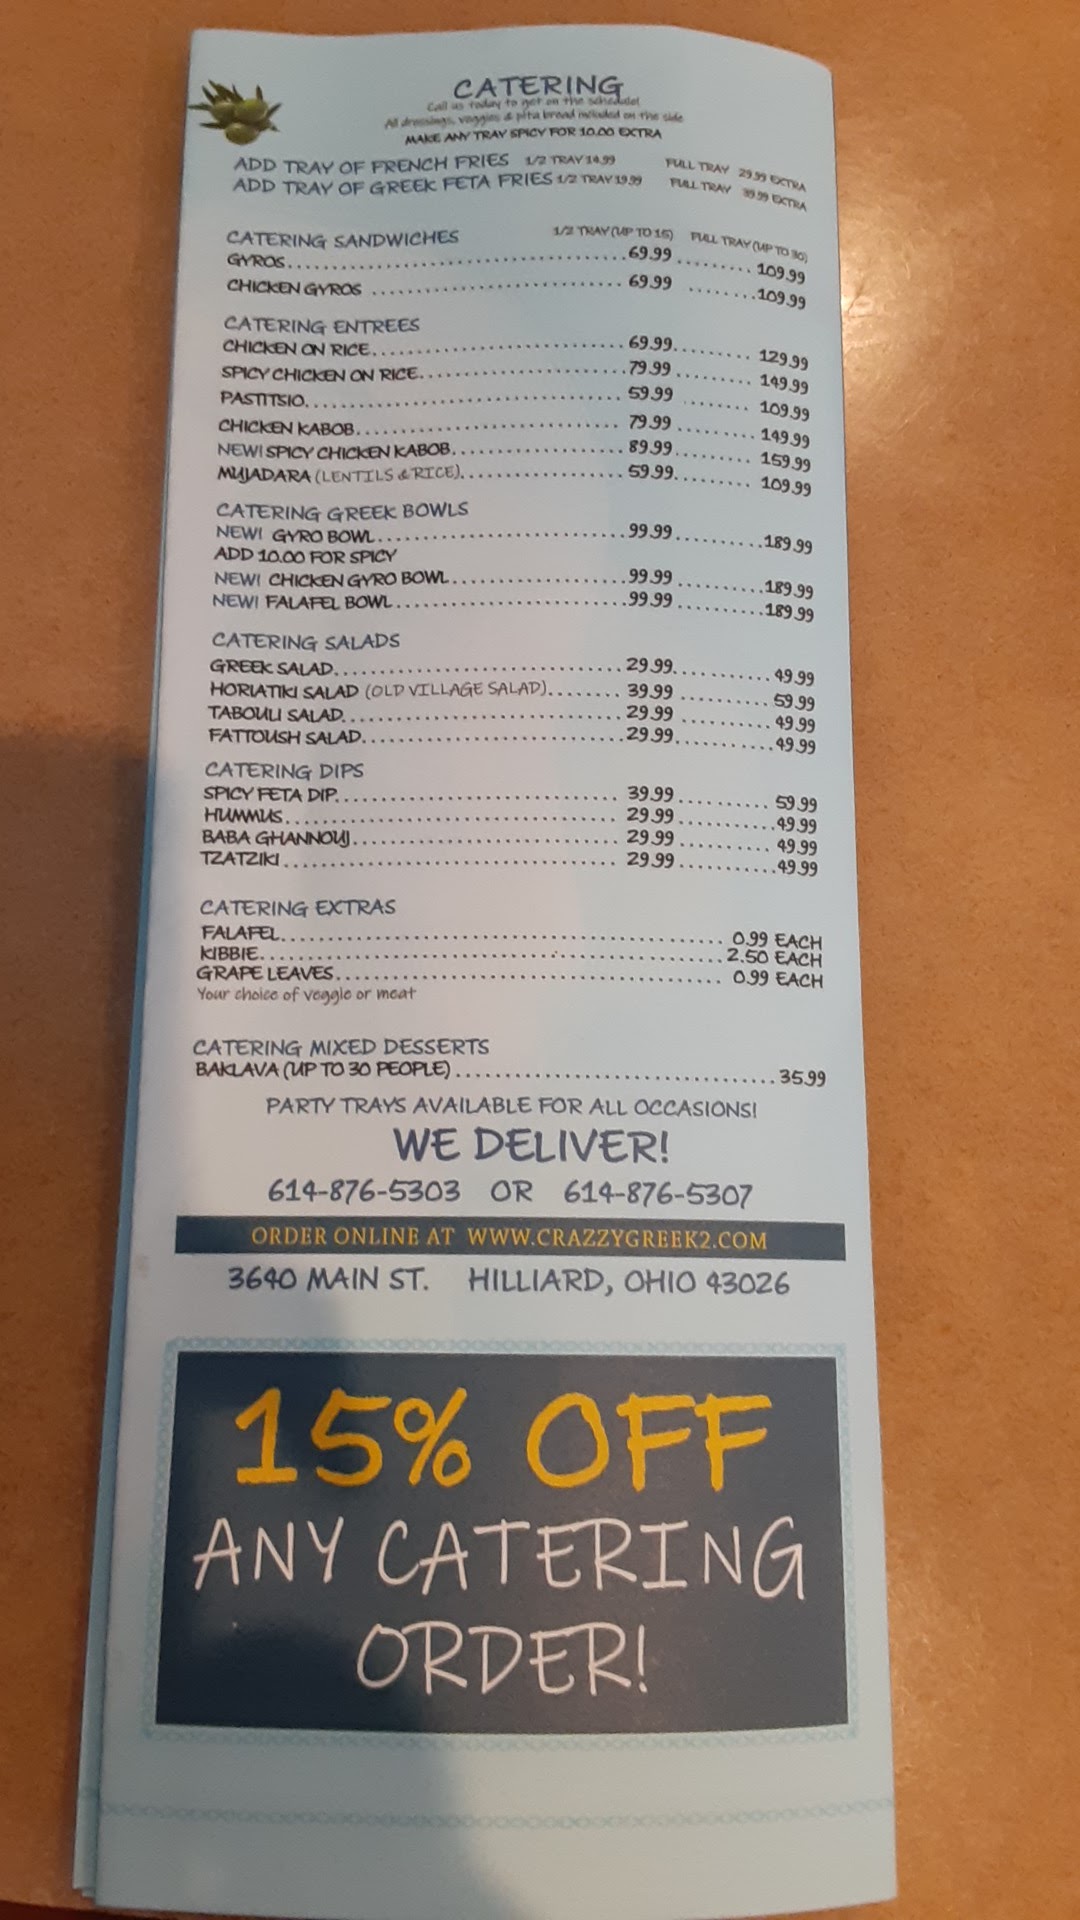 CATERING
Call us today to get on the schedule!
All dressings, veggies & pita bread included on the side
MAKE ANY TRAY SPICY FOR 10.00 EXTRA
ADD TRAY OF FRENCH FRIES 1/2 TRAY 14.99 FULL TRAY 29.99 EXTRA
ADD TRAY OF GREEK FETA FRIES 1/2 TRAY 19.99 FULL TRAY 39.99 EXTRA
CATERING SANDWICHES 1/2 TRAY (UP TO 15) FULL TRAY (UP TO 30)
GYROS 69.99 109.99
CHICKEN GYROS 69.99 109.99
CATERING ENTREES
CHICKEN ON RICE 69.99 129.99
SPICY CHICKEN ON RICE 79.99 149.99
PASTITSIO 59.99 109.99
CHICKEN KABOB 79.99 149.99
NEW! SPICY CHICKEN KABOB 89.99 159.99
MUJADARA (LENTILS & RICE) 59.99 109.99
CATERING GREEK BOWLS
NEW! GYRO BOWL 99.99 189.99
ADD 10.00 FOR SPICY
NEW! CHICKEN GYRO BOWL 99.99 189.99
NEW! FALAFEL BOWL 99.99 189.99
CATERING SALADS
GREEK SALAD 29.99 49.99
HORIATIKI SALAD (OLD VILLAGE SALAD) 39.99 59.99
TABOULI SALAD 29.99 49.99
FATTOUSH SALAD 29.99 49.99
CATERING DIPS
SPICY FETA DIP 39.99 59.99
HUMMUS 29.99 49.99
BABA GHANNOUJ 29.99 49.99
TZATZIKI 29.99 49.99
CATERING EXTRAS
FALAFEL 0.99 EACH
KIBBIE 2.50 EACH
GRAPE LEAVES 0.99 EACH
Your choice of veggie or meat
CATERING MIXED DESSERTS
BAKLAVA (UP TO 30 PEOPLE) 35.99
PARTY TRAYS AVAILABLE FOR ALL OCCASIONS!
WE DELIVER!
614-876-5303 OR 614-876-5307
ORDER ONLINE AT WWW.CRAZZYGREEK2.COM
3640 MAIN ST. HILLIARD, OHIO 43026
15% OFF
ANY CATERING
ORDER!